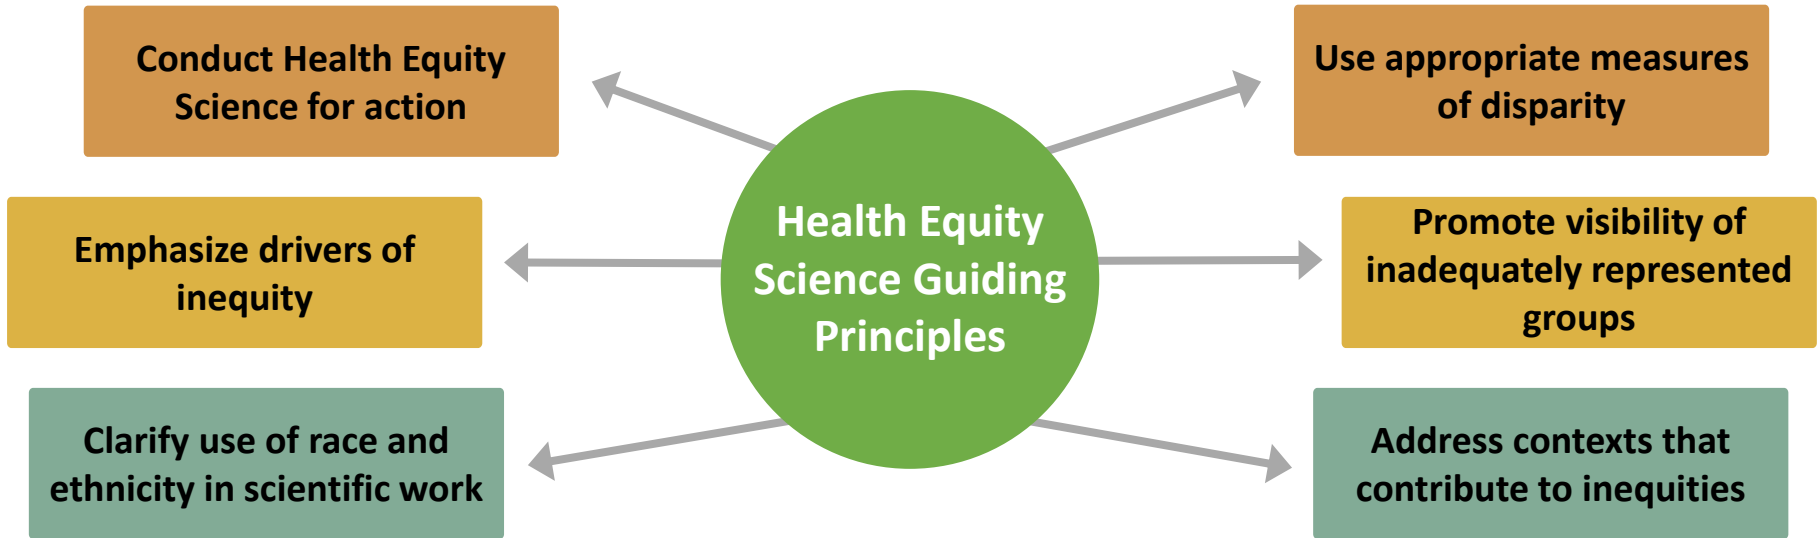 Conduct Health Equity
Science for action
Use appropriate measures
of disparity
Health Equity
Science Guiding
Principles
Emphasize drivers of
inequity
Promote visibility of
inadequately represented
groups
Clarify use of race and
ethnicity in scientific work
Address contexts that
contribute to inequities